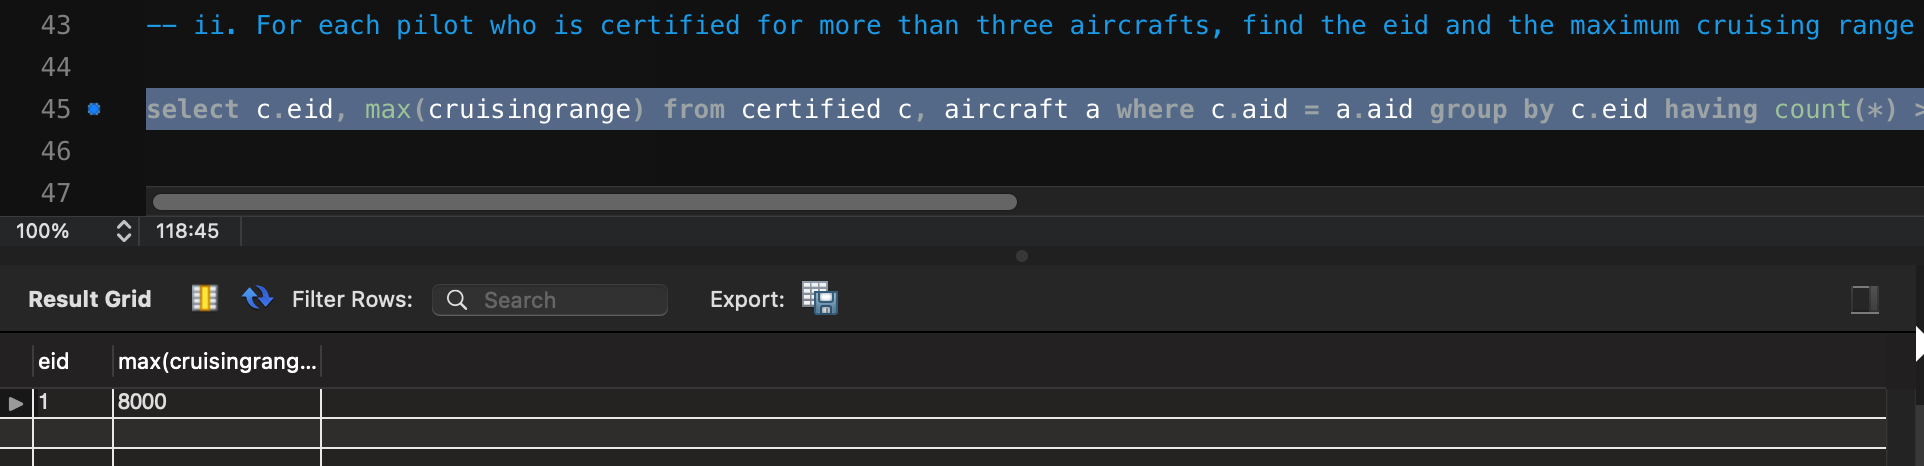 43 -- ii. For each pilot who is certified for more than three aircrafts, find the eid and the maximum cruising range
44
45 select c.eid, max(cruisingrange) from certified c, aircraft a where c.aid = a.aid group by c.eid having count(*) >
46
47
100% 118:45
Result Grid Filter Rows: Search Export:
eid max(cruisingrang...
1 8000